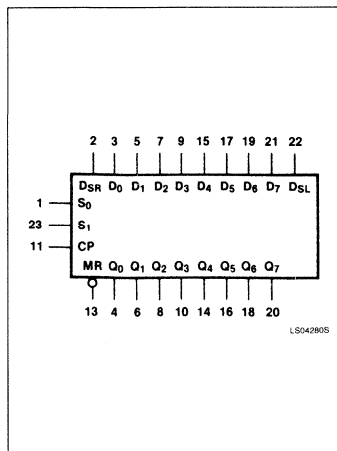 2 3 5 7 9 15 17 19 21 22
DSR D0 D1 D2 D3 D4 D5 D6 D7 DSL
1 S0
23 S1
11 CP
MR Q0 Q1 Q2 Q3 Q4 Q5 Q6 Q7
13 4 6 8 10 14 16 18 20
LS04280S